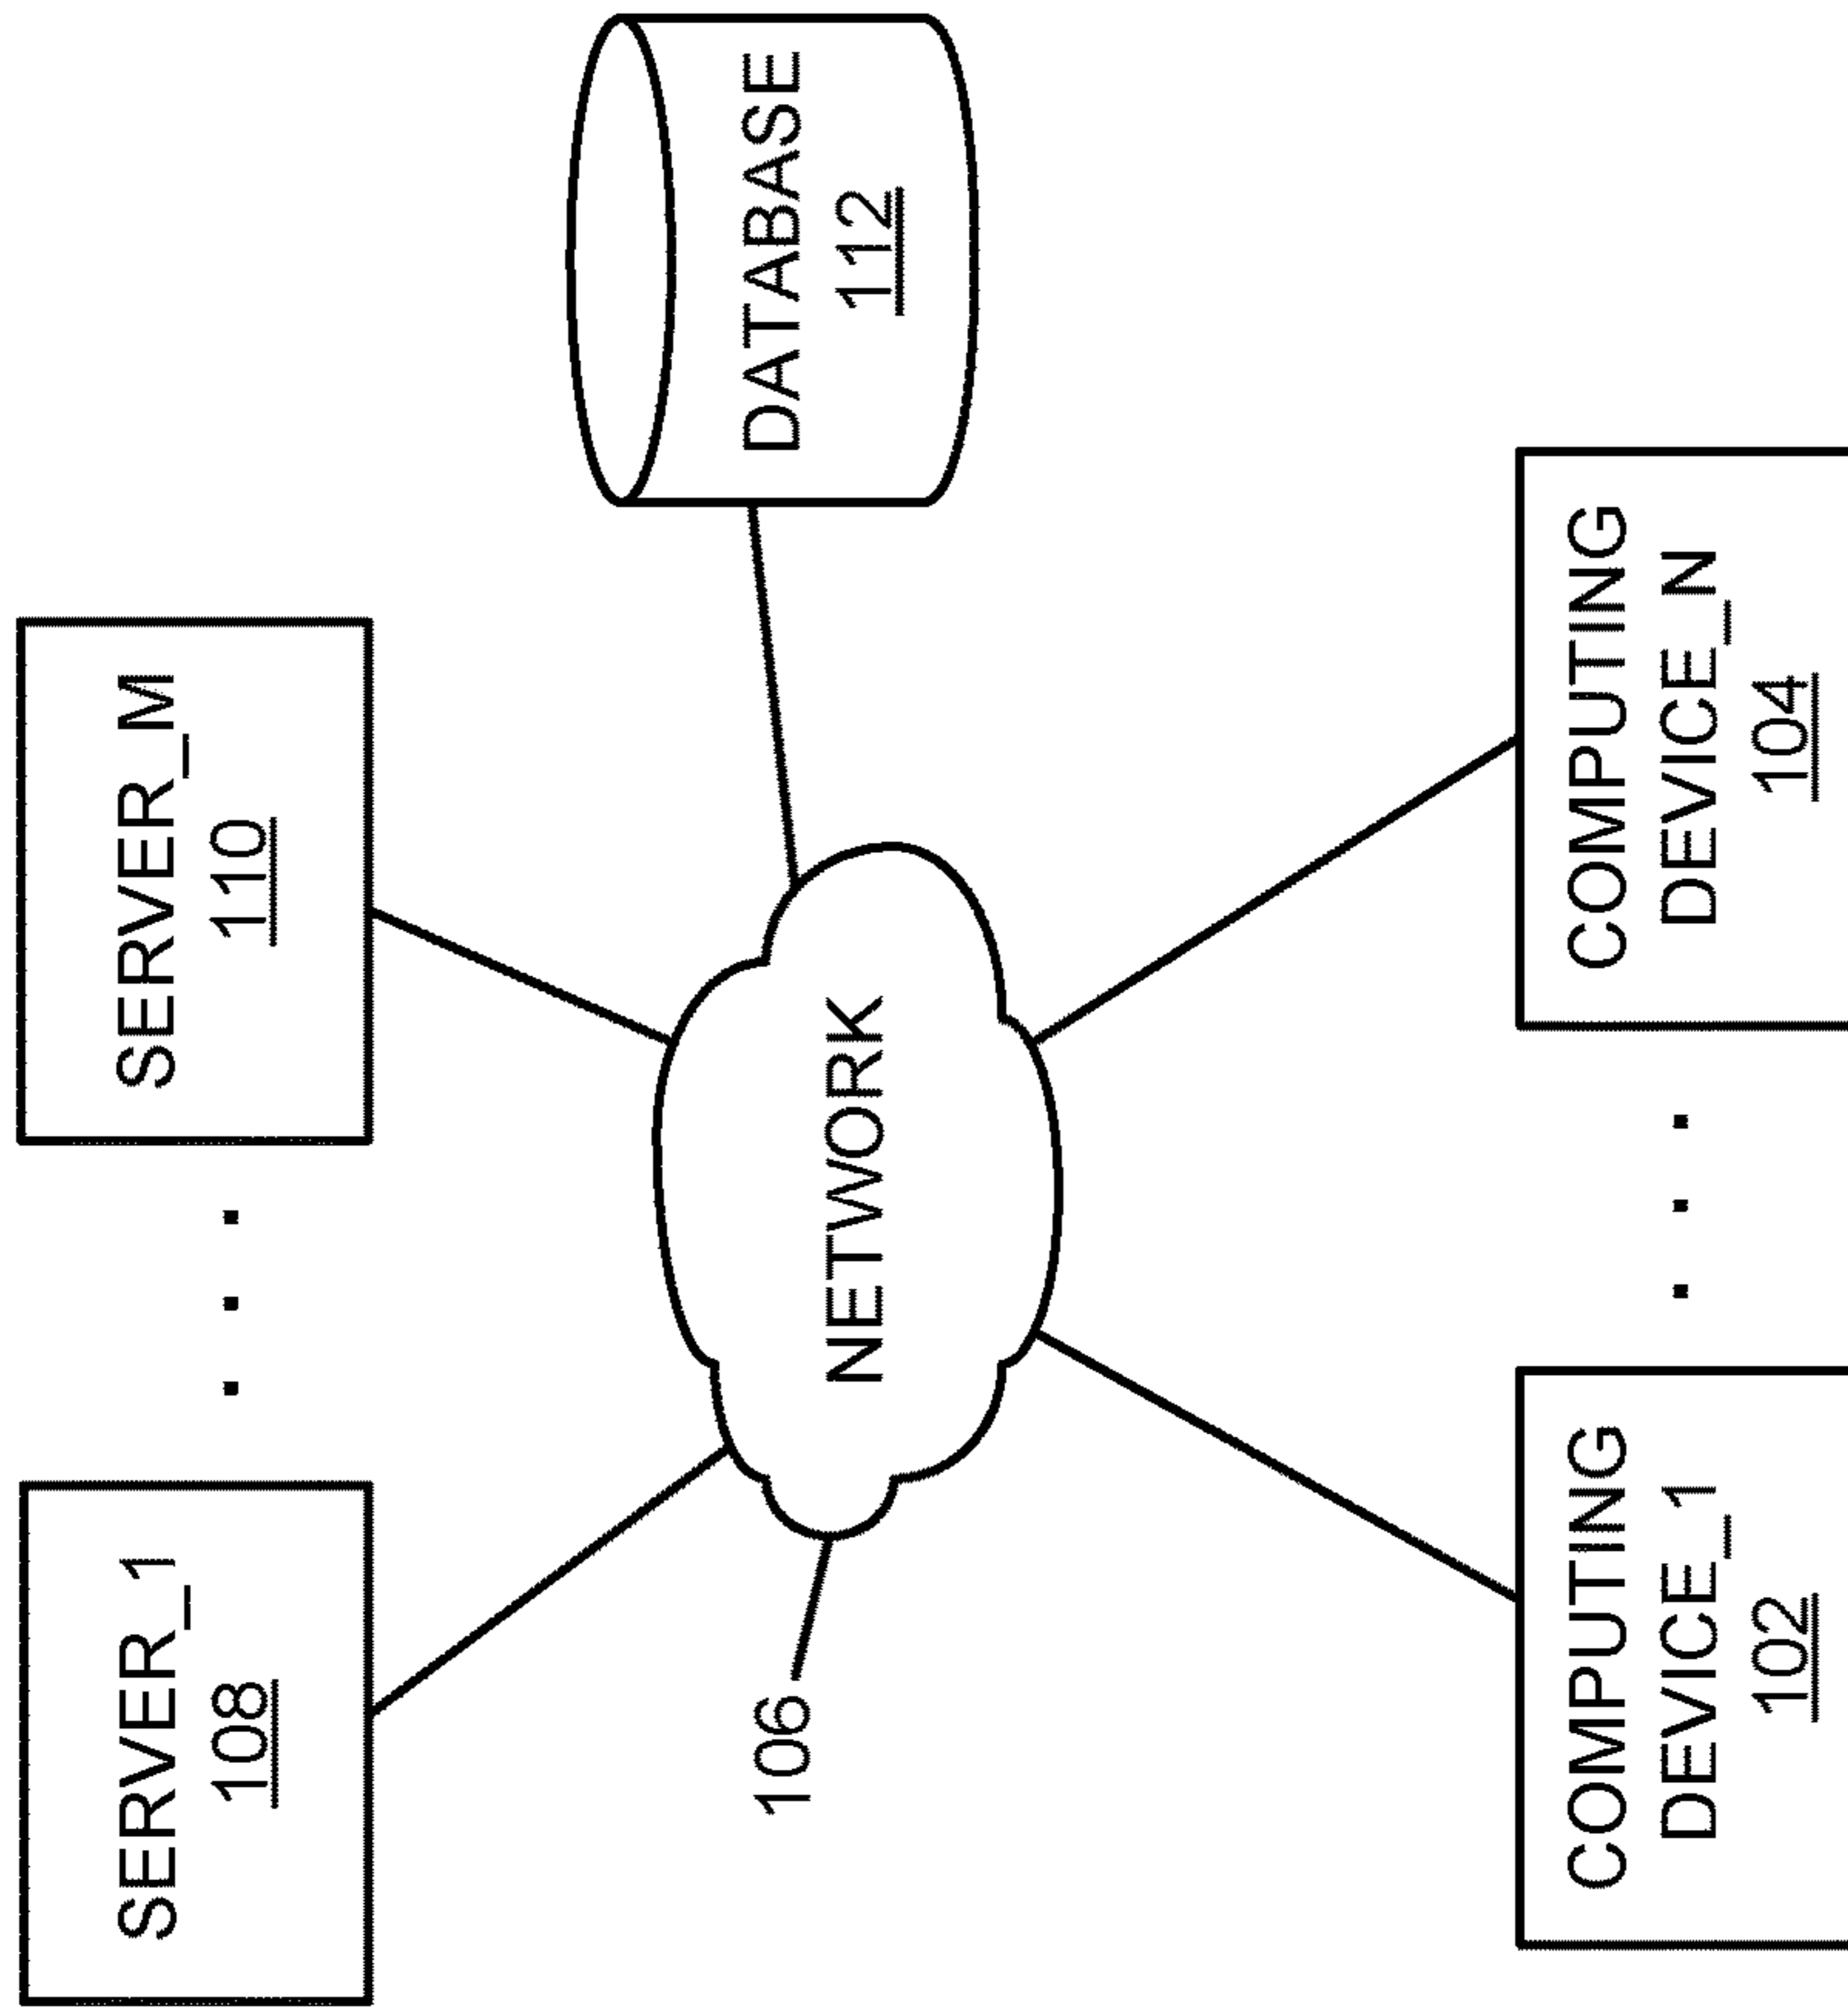 SERVER_1
108
SERVER_M
110
DATABASE
112
NETWORK
106
COMPUTING
DEVICE_1
102
COMPUTING
DEVICE_N
104